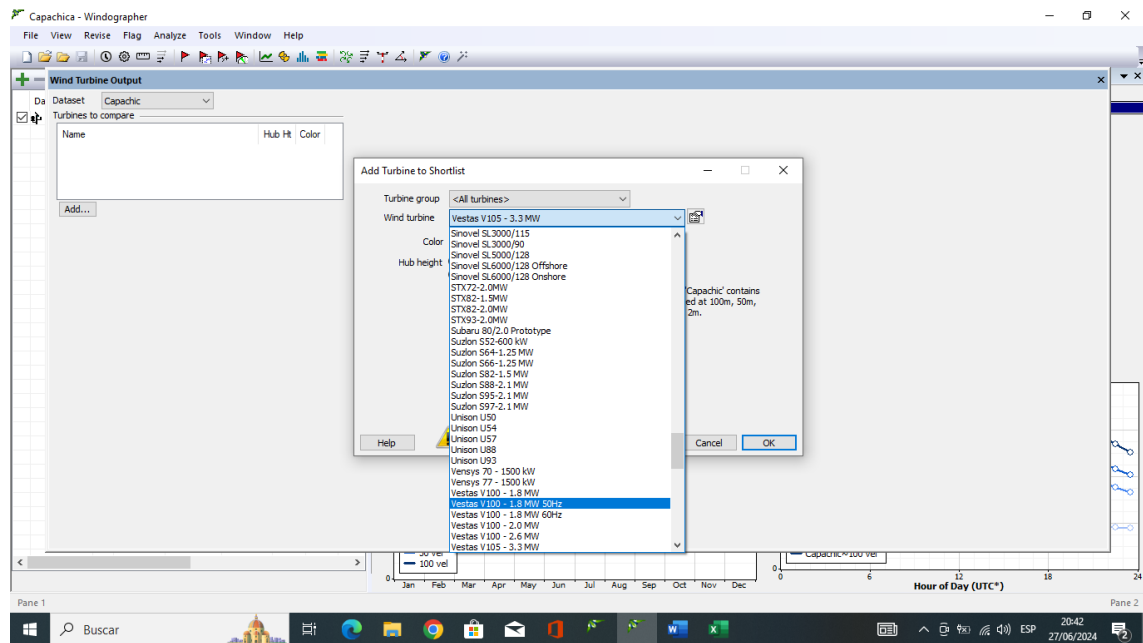 Capachica - Windographer
File View Revise Flag Analyze Tools Window Help
Wind Turbine Output
Da
Dataset Capachic
Turbines to compare
Name Hub Ht Color
Add...
Add Turbine to Shortlist
Turbine group <All turbines>
Wind turbine Vestas V105 - 3.3 MW
Color
Hub height
Sinovel SL3000/115
Sinovel SL3000/90
Sinovel SL5000/128
Sinovel SL6000/128 Offshore
Sinovel SL6000/128 Onshore
STX72-2.0MW
STX82-1.5MW
STX82-2.0MW
STX93-2.0MW
Subaru 80/2.0 Prototype
Suzlon S52-600 kW
Suzlon S64-1.25 MW
Suzlon S66-1.25 MW
Suzlon S82-1.5 MW
Suzlon S88-2.1 MW
Suzlon S95-2.1 MW
Suzlon S97-2.1 MW
Unison U50
Unison U54
Unison U57
Unison U88
Unison U93
Vensys 70 - 1500 kW
Vensys 77 - 1500 kW
Vestas V100 - 1.8 MW
Vestas V100 - 1.8 MW 50Hz
Vestas V100 - 1.8 MW 60Hz
Vestas V100 - 2.0 MW
Vestas V100 - 2.6 MW
Vestas V105 - 3.3 MW
'Capachic' contains
ed at 100m, 50m,
2m.
Help Cancel OK
50 vel
100 vel
0
Jan Feb Mar Apr May Jun Jul Aug Sep Oct Nov Dec
Capachic~100 vel
0
0 6 12 18 24
Hour of Day (UTC*)
Pane 1 Pane 2
Buscar
ESP
20:42
27/06/2024
2